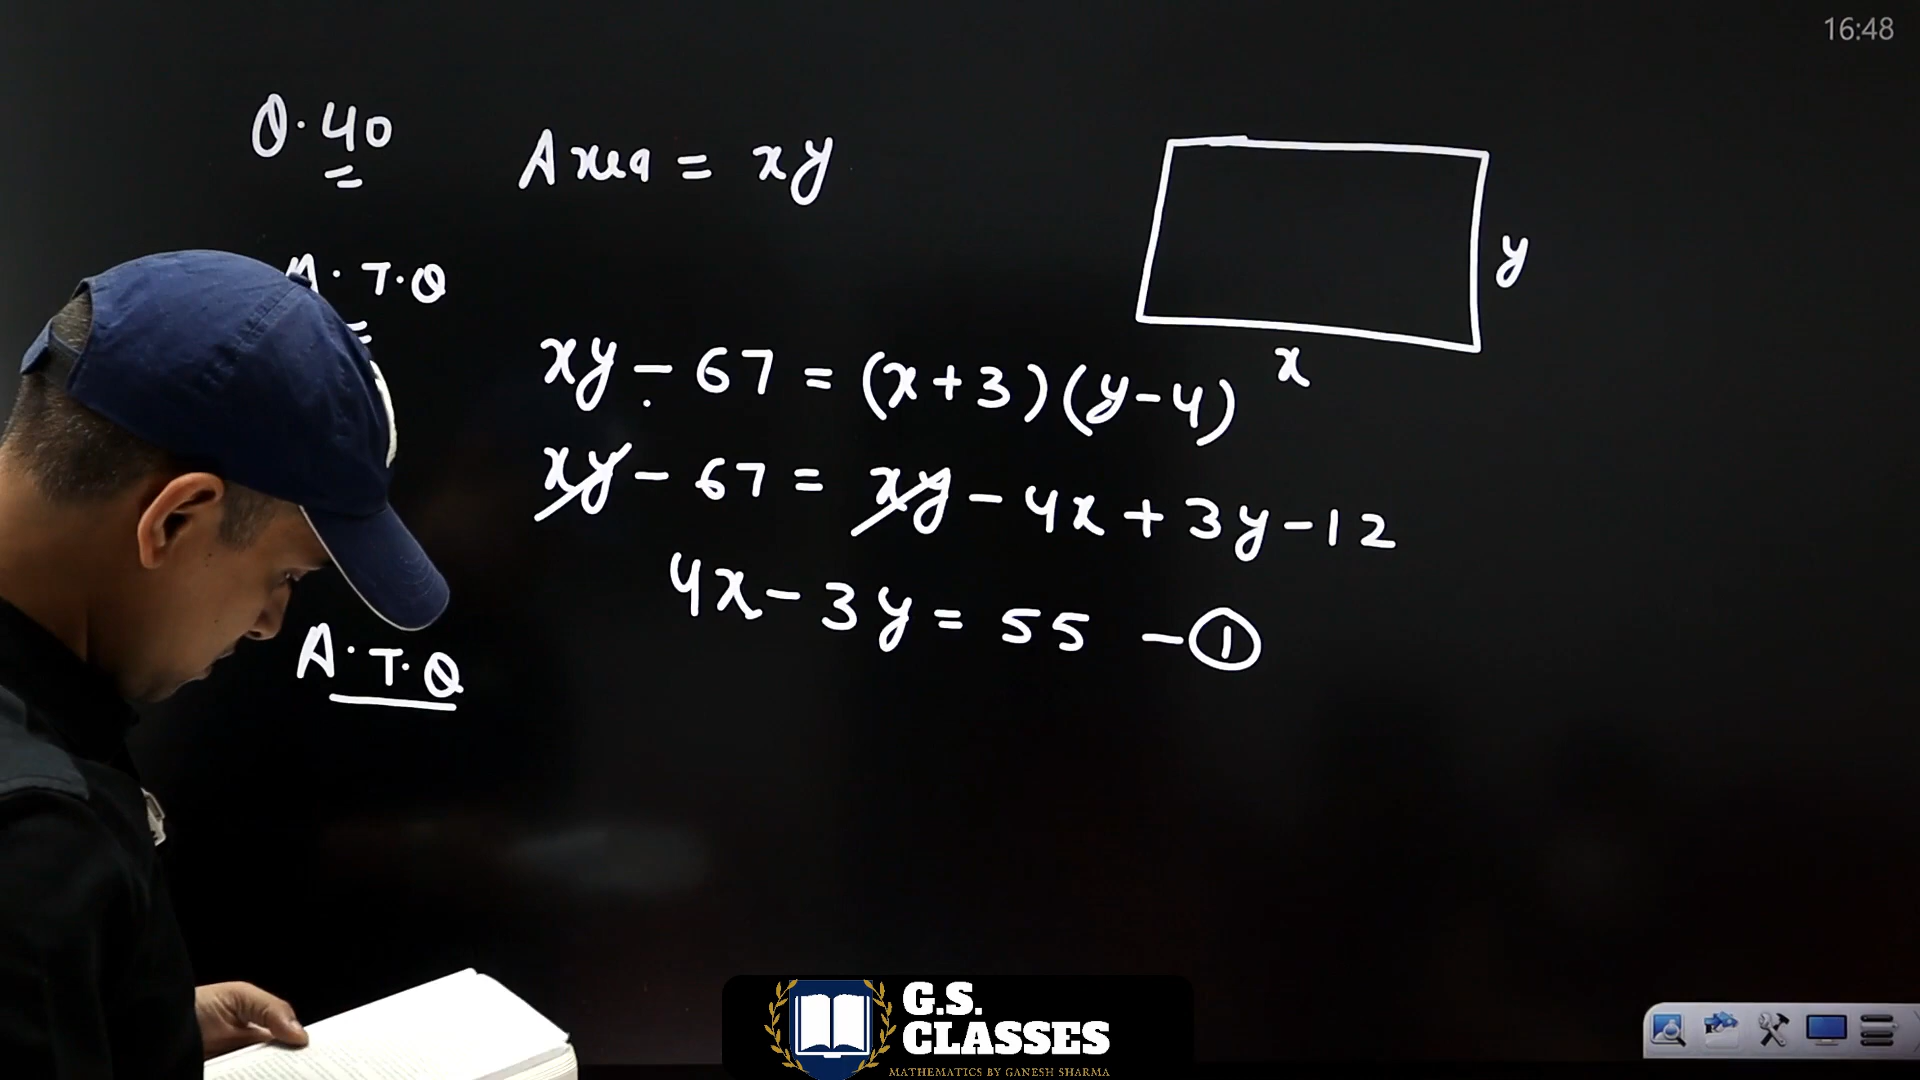 16:48
Q.40
Area = xy
A.T.Q
y
x
xy - 67 = (x+3)(y-4)
xy - 67 = xy - 4x + 3y - 12
4x - 3y = 55 - ①
A.T.Q
G.S.
CLASSES
MATHEMATICS BY GANESH SHARMA